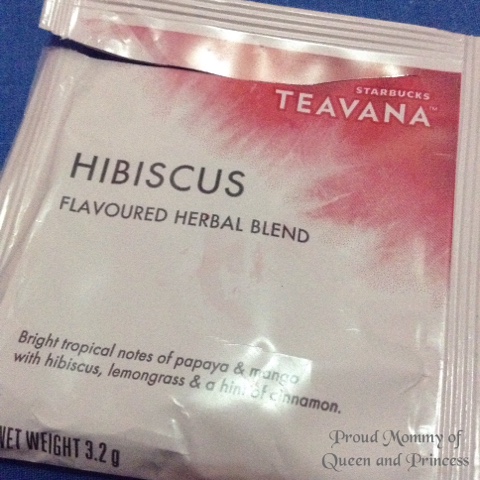 STARBUCKS
TEAVANA™
HIBISCUS
FLAVOURED HERBAL BLEND
Bright tropical notes of papaya & mango
with hibiscus, lemongrass & a hint of cinnamon.
NET WEIGHT 3.2 g
Proud Mommy of
Queen and Princess